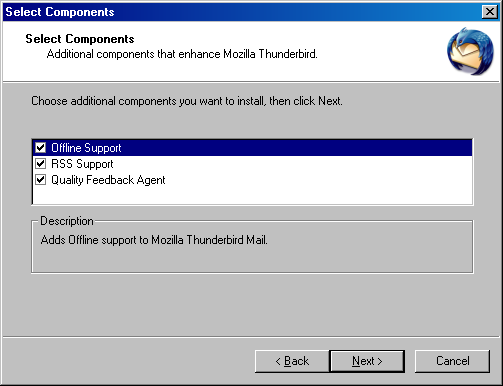 Select Components
Select Components
Additional components that enhance Mozilla Thunderbird.
Choose additional components you want to install, then click Next.
Offline Support
RSS Support
Quality Feedback Agent
Description
Adds Offline support to Mozilla Thunderbird Mail.
< Back Next > Cancel